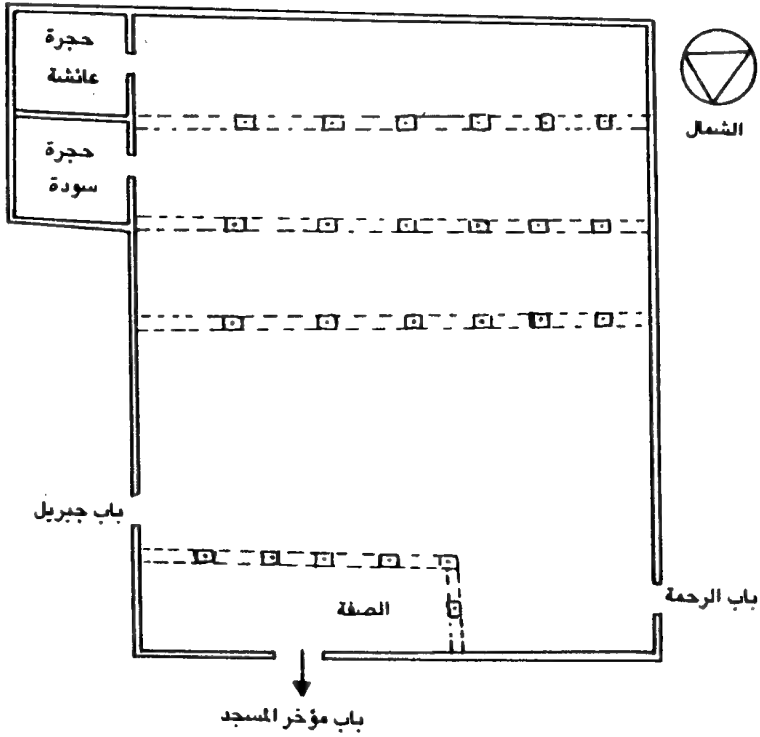 حجرة
عائشة
الشمال
حجرة
سودة
باب جبريل
باب الرحمة
الصفة
باب مؤخر المسجد